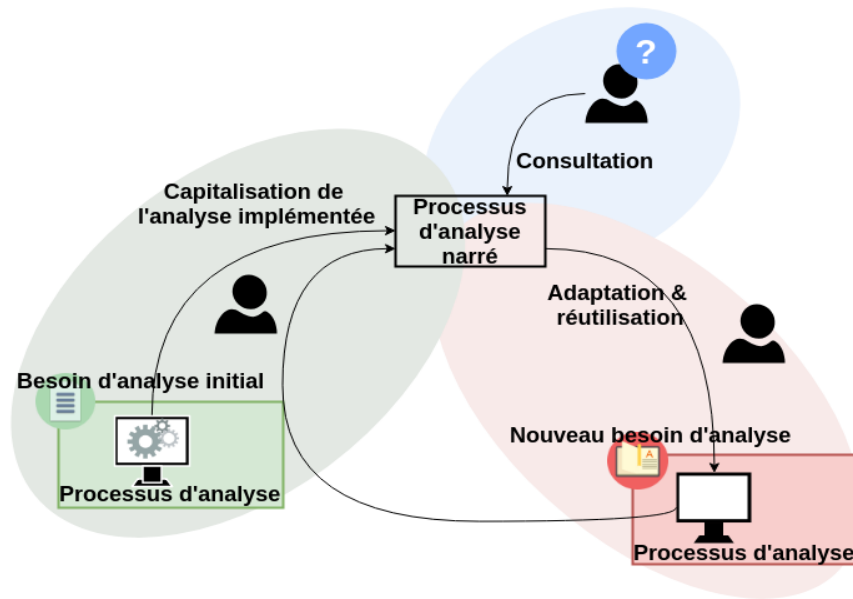 ?
Consultation
Capitalisation de
l'analyse implémentée
Processus
d'analyse
narré
Adaptation &
réutilisation
Besoin d'analyse initial
Processus d'analyse
Nouveau besoin d'analyse
A
Processus d'analyse